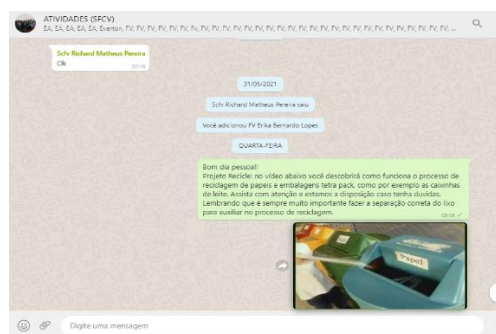 ATIVIDADES (SFCV)
EA, EA, EA, EA, EA, Everton, FV, FV, FV, FV, FV, FV, FV, FV, FV, FV, FV, FV, FV, FV, FV, FV, FV, FV, FV, FV, FV, FV, FV, FV, ...
Scfv Richard Matheus Pereira
Ok
31/05/2021
Scfv Richard Matheus Pereira saiu
Você adicionou FV Erika Bernardo Lopes
QUARTA-FEIRA
Bom dia pessoal!
Projeto Recicle: no vídeo abaixo você descobrirá como funciona o processo de
reciclagem de papeis e embalagens tetra pack, como por exemplo as caixinhas
de leite. Assista com atenção e estamos a disposição caso tenha duvidas.
Lembrando que é sempre muito importante fazer a separação correta do lixo
para auxiliar no processo de reciclagem.
Papel
Digite uma mensagem